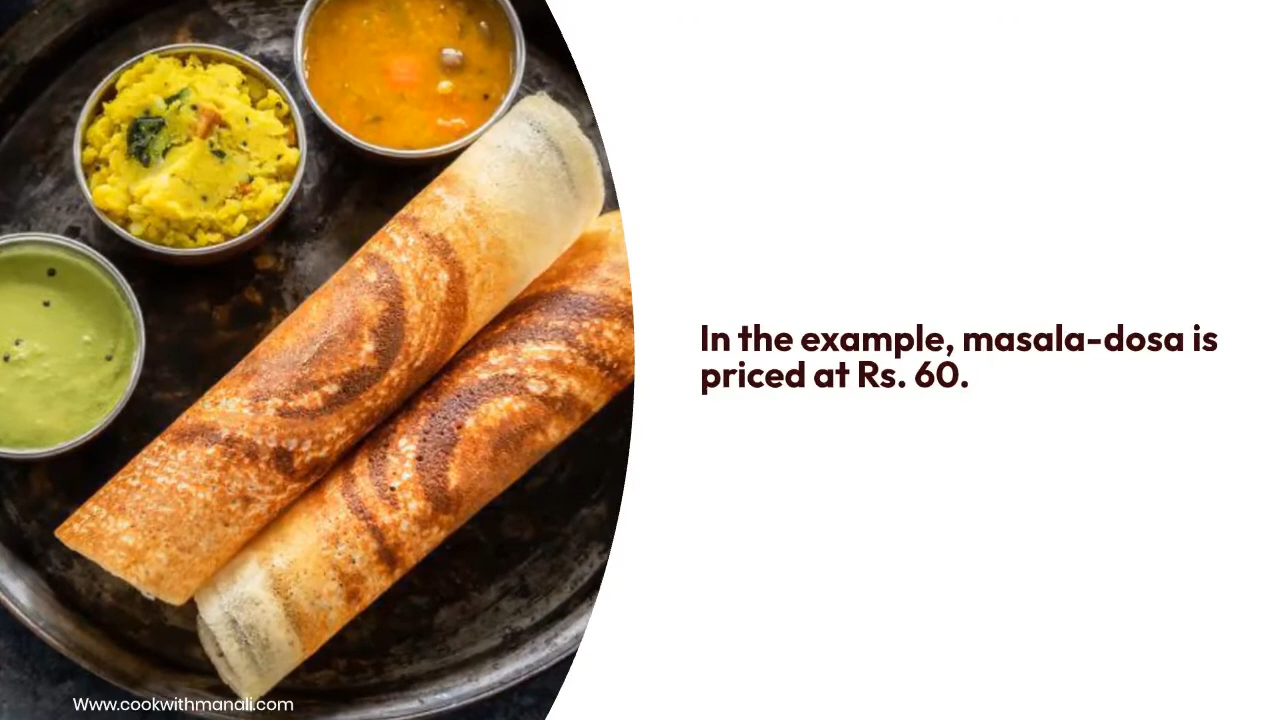 In the example, masala-dosa is
priced at Rs. 60.
Www.cookwithmanali.com